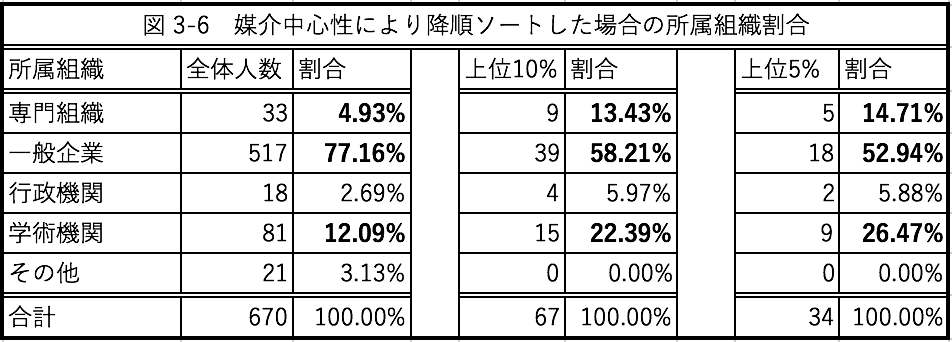 図 3-6 媒介中心性により降順ソートした場合の所属組織割合
所属組織 全体人数 割合 上位10% 割合 上位5% 割合
専門組織 33 4.93% 9 13.43% 5 14.71%
一般企業 517 77.16% 39 58.21% 18 52.94%
行政機関 18 2.69% 4 5.97% 2 5.88%
学術機関 81 12.09% 15 22.39% 9 26.47%
その他 21 3.13% 0 0.00% 0 0.00%
合計 670 100.00% 67 100.00% 34 100.00%